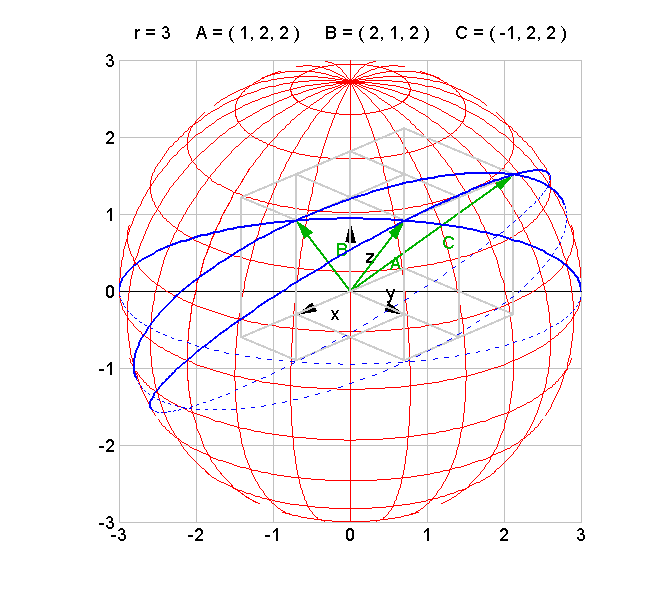 r = 3 A = ( 1, 2, 2 ) B = ( 2, 1, 2 ) C = ( -1, 2, 2 )
3
2
1
B
C
z
A
0
y
x
-1
-2
-3
-3 -2 -1 0 1 2 3